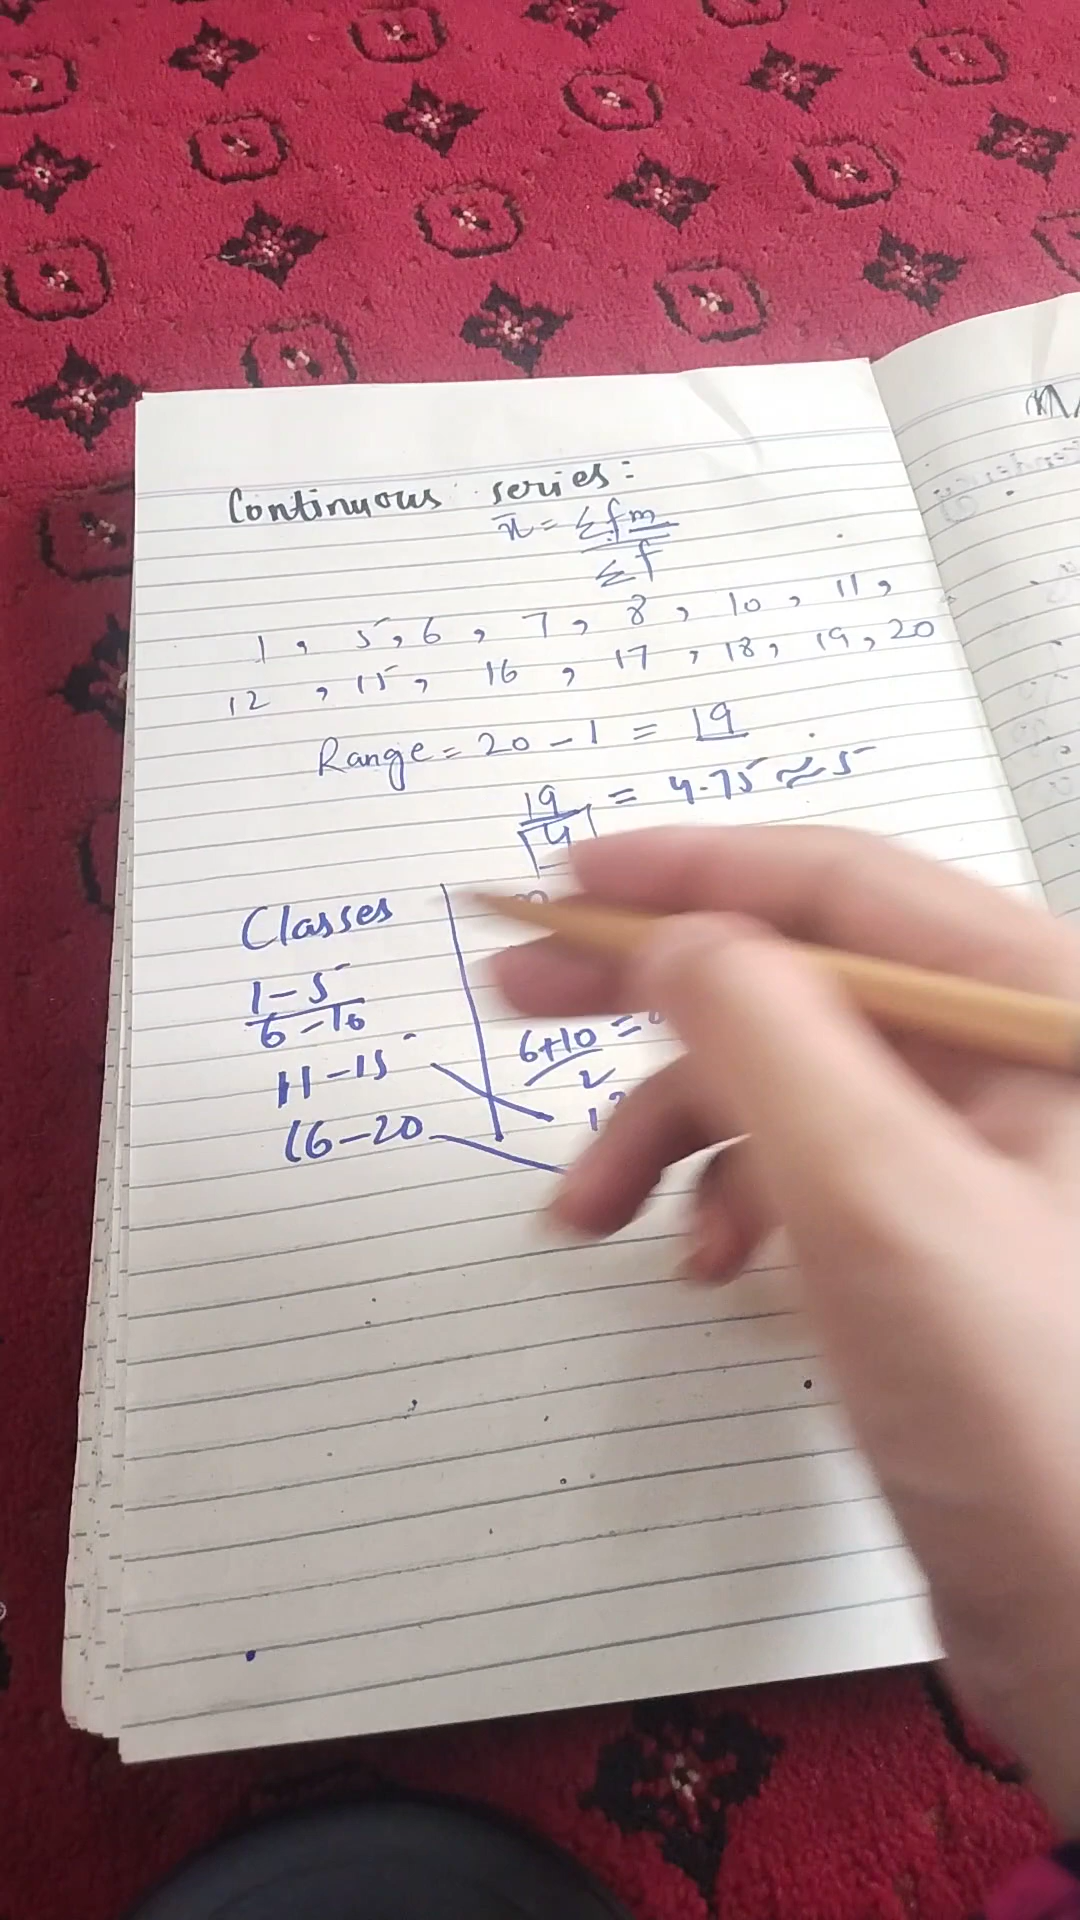 Continuous series:
x̄ = Σfm
Σf
1, 5, 6, 7, 8, 10, 11,
12, 15, 16, 17, 18, 19, 20
Range = 20 - 1 = 19
19 = 4.75 ≈ 5
4
Classes m
1-5
6-10 6+10 =
2
11-15
16-20